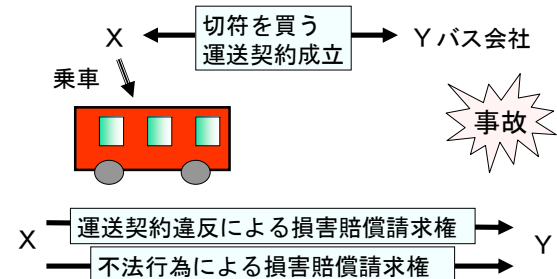 切符を買う
運送契約成立
X
Yバス会社
乗車
事故
運送契約違反による損害賠償請求権
X
Y
不法行為による損害賠償請求権